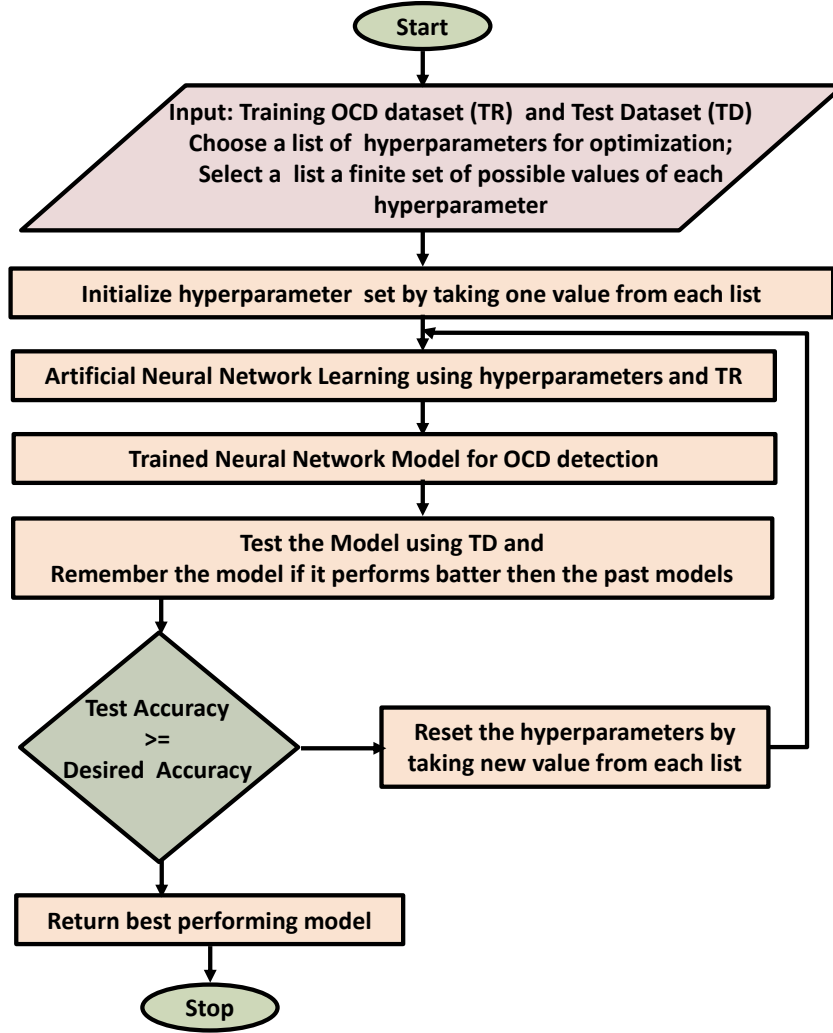 Start
Input: Training OCD dataset (TR) and Test Dataset (TD)
Choose a list of hyperparameters for optimization;
Select a list a finite set of possible values of each
hyperparameter
Initialize hyperparameter set by taking one value from each list
Artificial Neural Network Learning using hyperparameters and TR
Trained Neural Network Model for OCD detection
Test the Model using TD and
Remember the model if it performs batter then the past models
Test Accuracy
>=
Desired Accuracy
Reset the hyperparameters by
taking new value from each list
Return best performing model
Stop